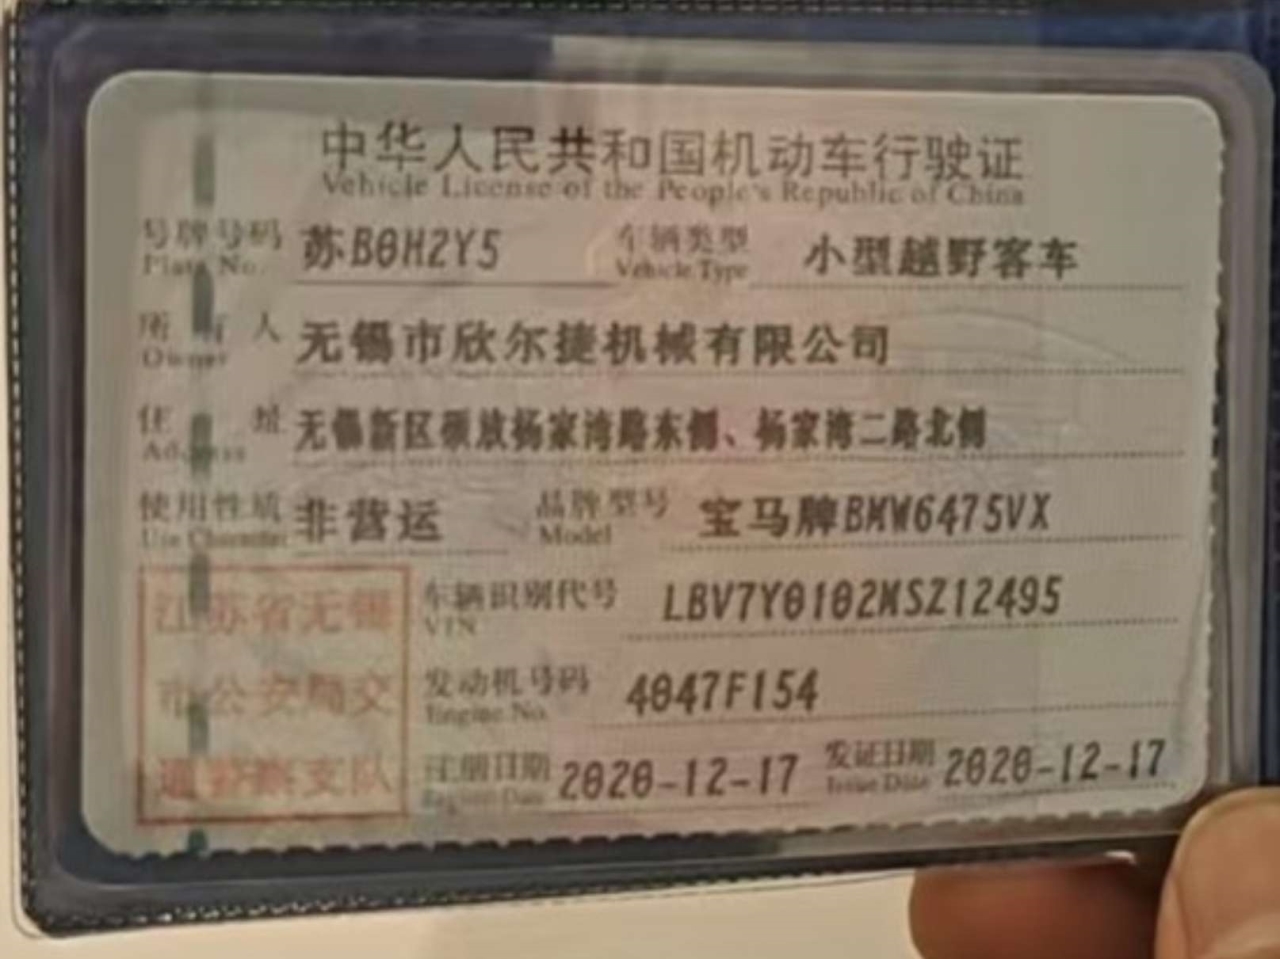 中华人民共和国机动车行驶证
Vehicle License of the People's Republic of China
号牌号码 苏B0H2Y5 车辆类型 小型越野客车
Plate No. Vehicle Type
所有人 无锡市欣尔捷机械有限公司
Owner
住址 无锡新区硕放杨家湾路东侧、杨家湾二路北侧
Address
使用性质 非营运 品牌型号 宝马牌BMW6475VX
Use Character Model
江苏省无锡
市公安局交
通警察支队
车辆识别代号 LBV7Y0102MSZ12495
VIN
发动机号码 4047F154
Engine No.
注册日期 2020-12-17 发证日期 2020-12-17
Register Date Issue Date